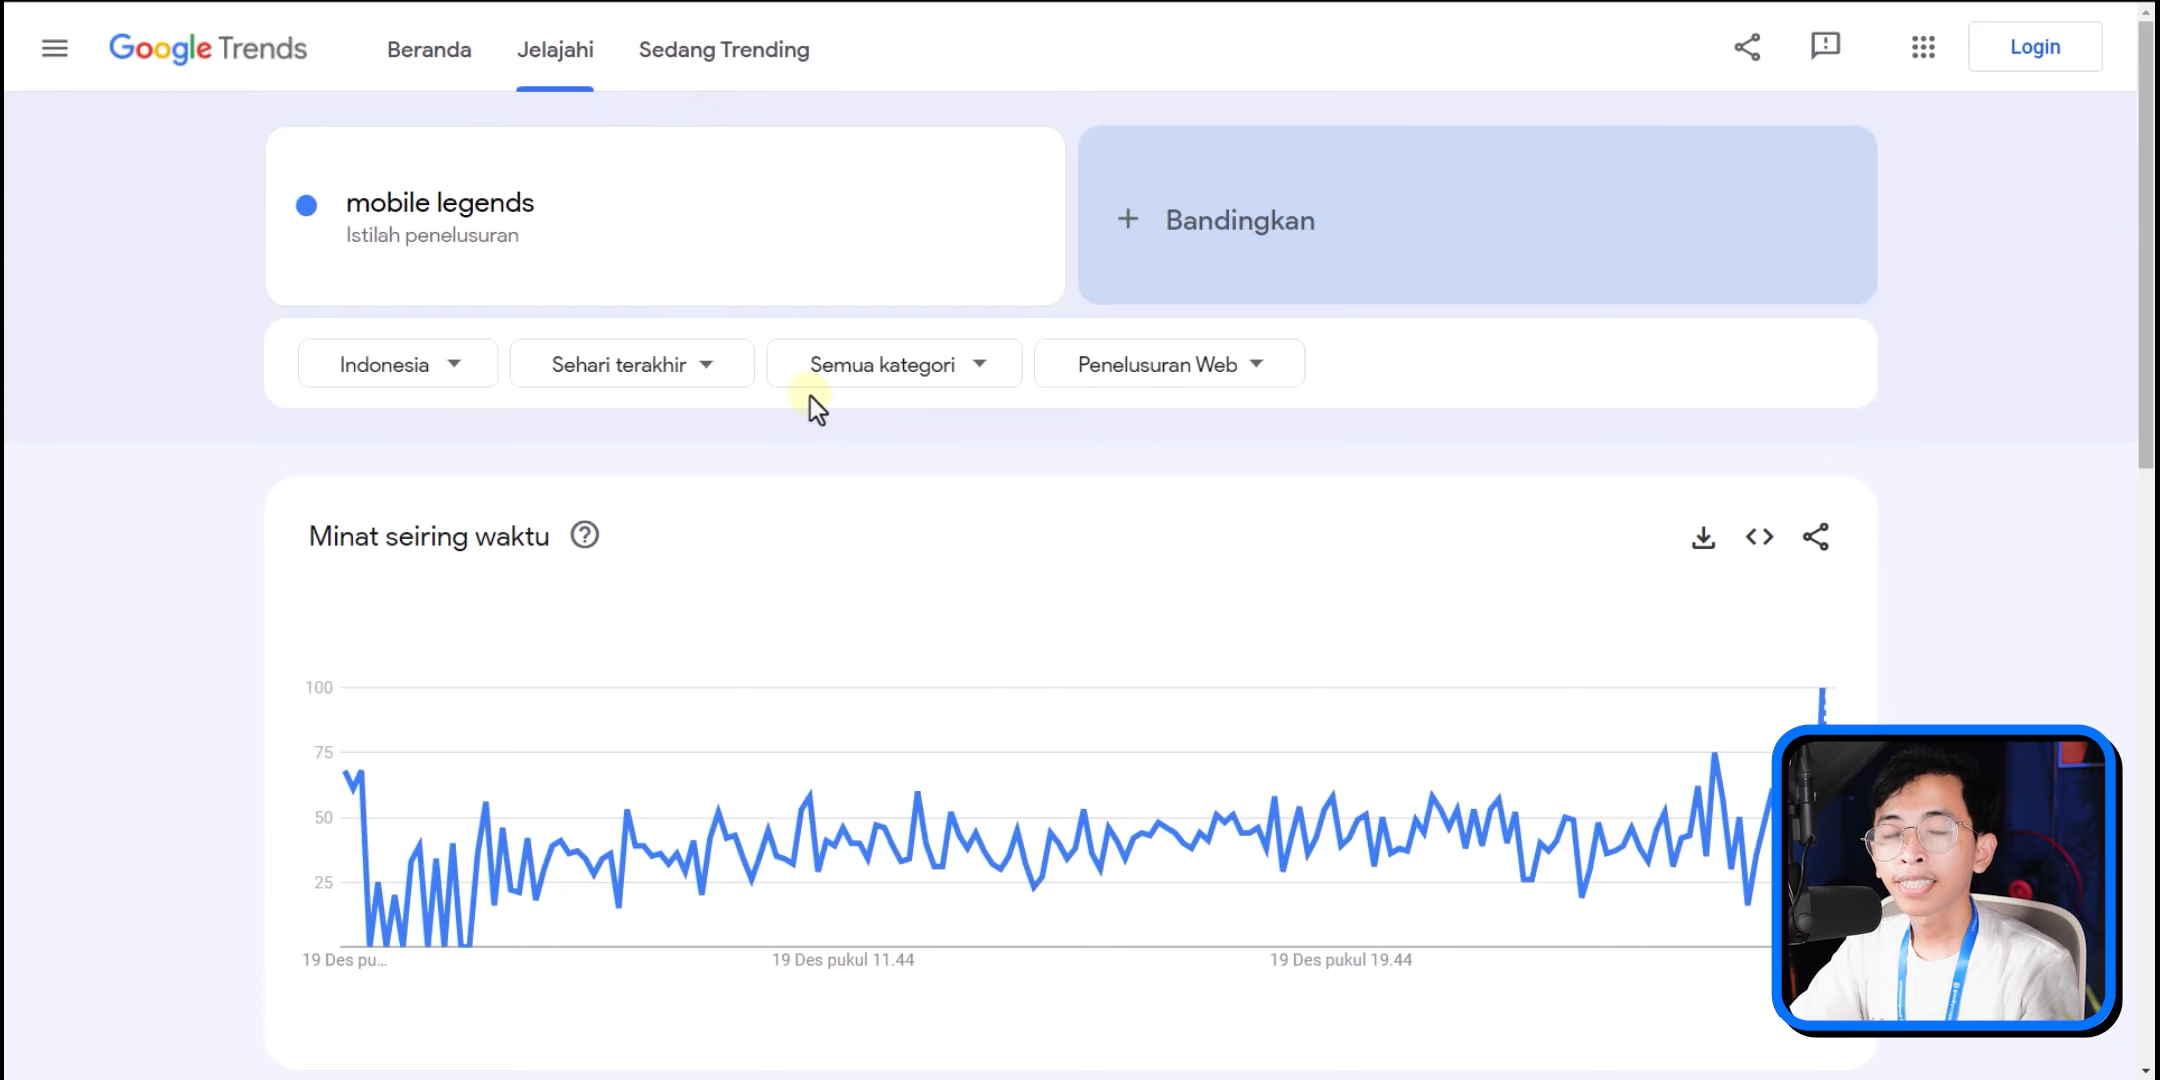 Google Trends
Beranda
Jelajahi
Sedang Trending
Login
mobile legends
Istilah penelusuran
+ Bandingkan
Indonesia
Sehari terakhir
Semua kategori
Penelusuran Web
Minat seiring waktu
100
75
50
25
19 Des pu...
19 Des pukul 11.44
19 Des pukul 19.44